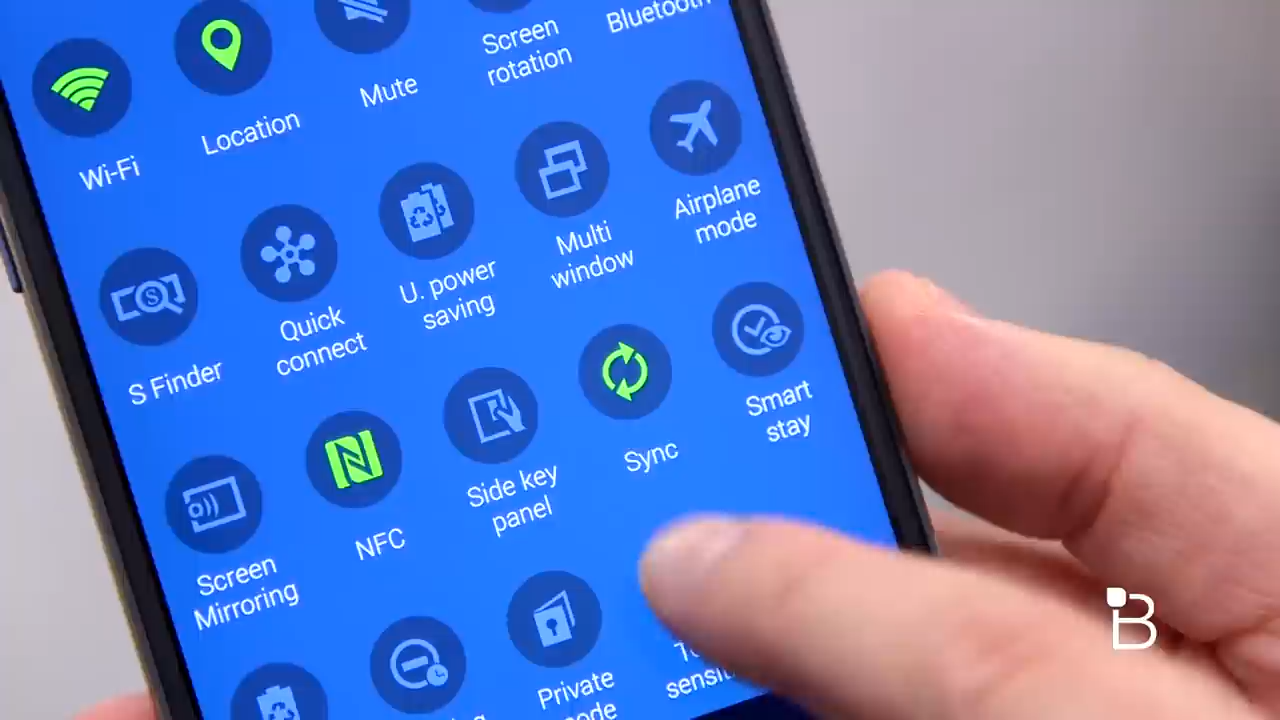 Wi-Fi
Location
Mute
Screen
rotation
Bluetooth
S Finder
Quick
connect
U. power
saving
Multi
window
Airplane
mode
Screen
Mirroring
NFC
Side key
panel
Sync
Smart
stay
Private
B